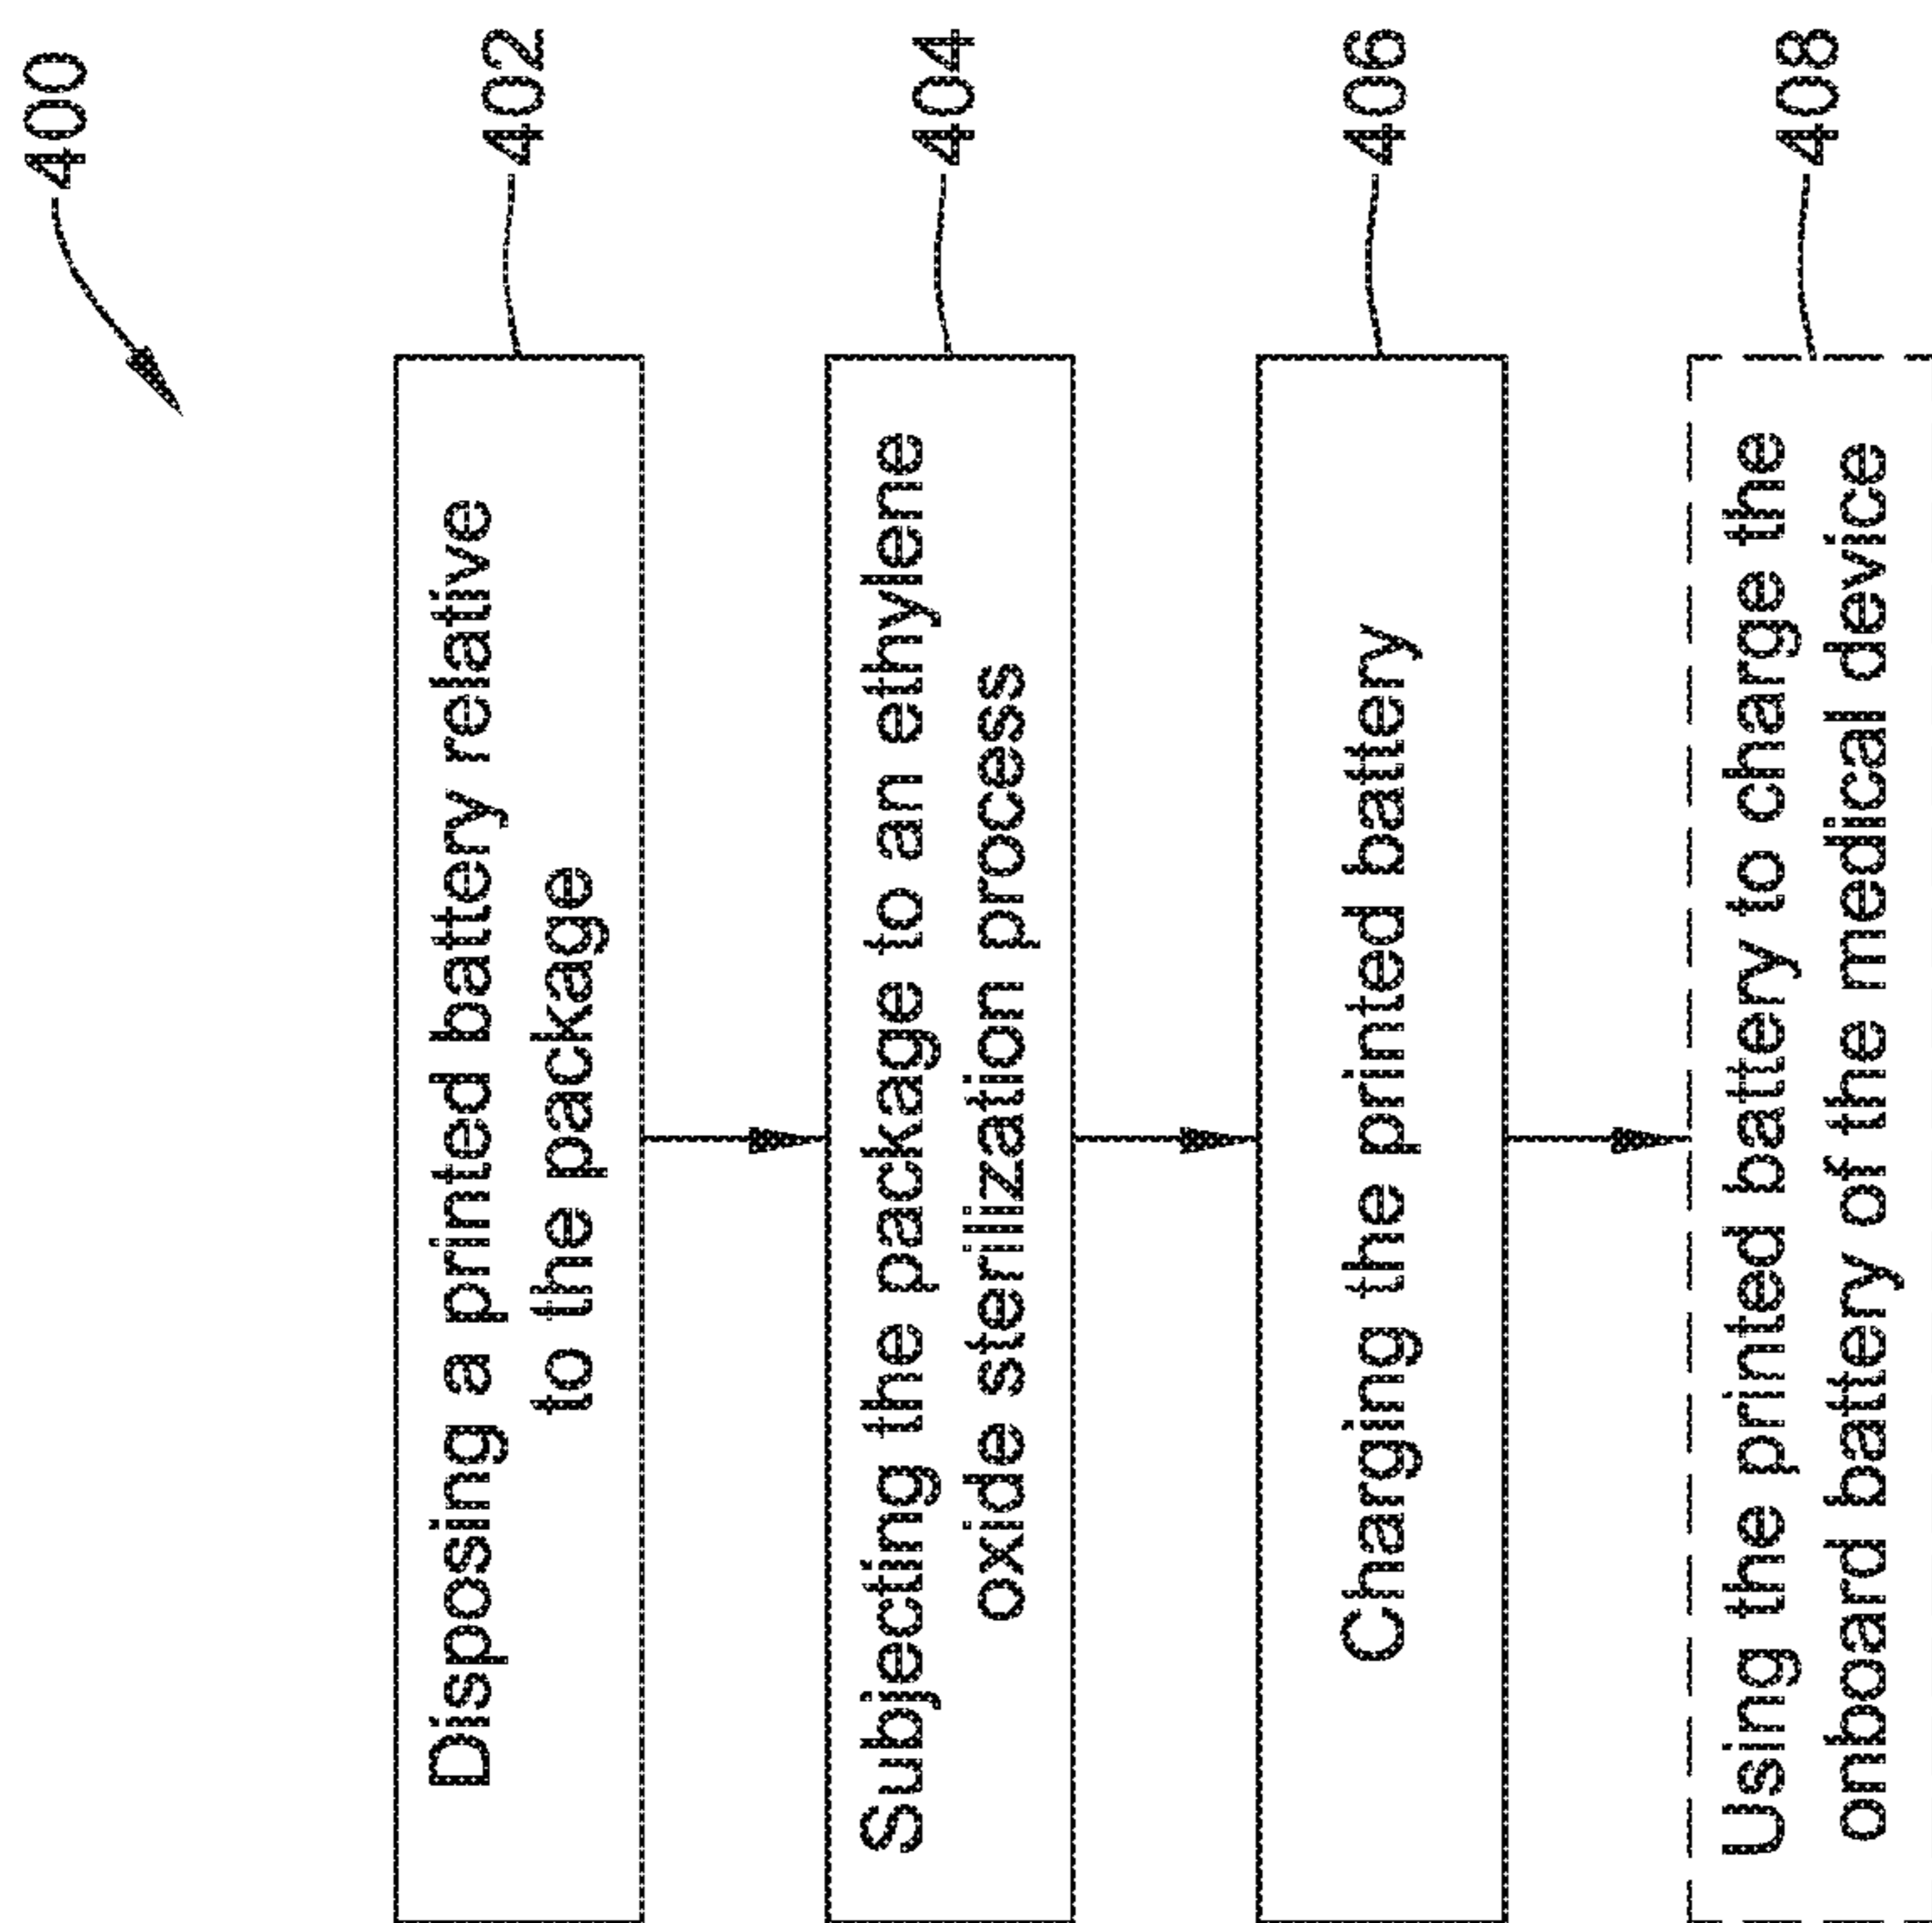 400
Disposing a printed battery relative
to the package
402
Subjecting the package to an ethylene
oxide sterilization process
404
Charging the printed battery
406
Using the printed battery to charge the
onboard battery of the medical device
408